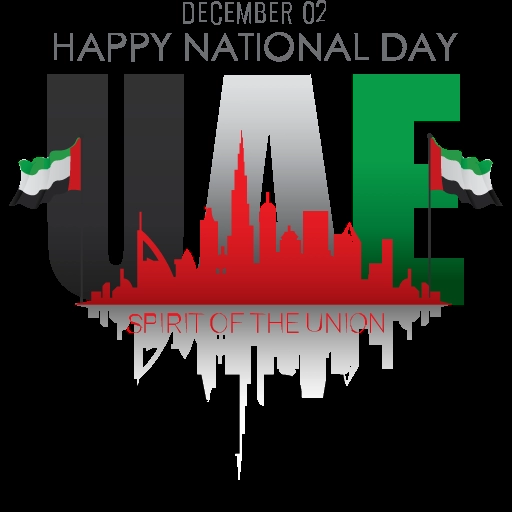 DECEMBER 02
HAPPY NATIONAL DAY
UAE
SPIRIT OF THE UNION